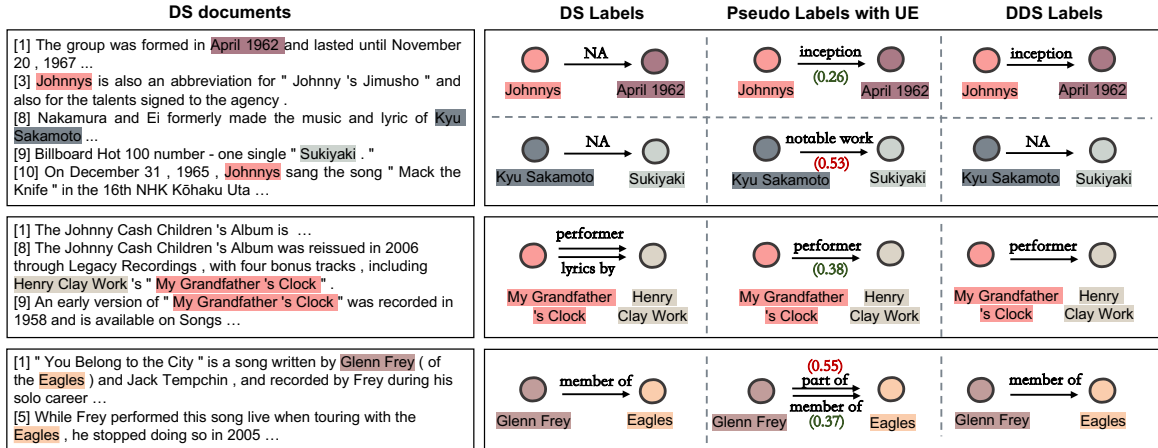 DS documents
DS Labels
Pseudo Labels with UE
DDS Labels
[1] The group was formed in April 1962 and lasted until November
20 , 1967 ...
[3] Johnnys is also an abbreviation for " Johnny 's Jimusho " and
also for the talents signed to the agency .
[8] Nakamura and Ei formerly made the music and lyric of Kyu
Sakamoto ...
[9] Billboard Hot 100 number - one single " Sukiyaki . "
[10] On December 31 , 1965 , Johnnys sang the song " Mack the
Knife " in the 16th NHK Kōhaku Uta ...
NA
Johnnys
April 1962
inception
(0.26)
Johnnys
April 1962
inception
Johnnys
April 1962
NA
Kyu Sakamoto
Sukiyaki
notable work
(0.53)
Kyu Sakamoto
Sukiyaki
NA
Kyu Sakamoto
Sukiyaki
[1] The Johnny Cash Children 's Album is ...
[8] The Johnny Cash Children 's Album was reissued in 2006
through Legacy Recordings , with four bonus tracks , including
Henry Clay Work 's " My Grandfather 's Clock " .
[9] An early version of " My Grandfather 's Clock " was recorded in
1958 and is available on Songs ...
performer
lyrics by
My Grandfather
's Clock
Henry
Clay Work
performer
(0.38)
My Grandfather
's Clock
Henry
Clay Work
performer
My Grandfather
's Clock
Henry
Clay Work
[1] " You Belong to the City " is a song written by Glenn Frey ( of
the Eagles ) and Jack Tempchin , and recorded by Frey during his
solo career ...
[5] While Frey performed this song live when touring with the
Eagles , he stopped doing so in 2005 ...
member of
Glenn Frey
Eagles
(0.55)
part of
member of
(0.37)
Glenn Frey
Eagles
member of
Glenn Frey
Eagles